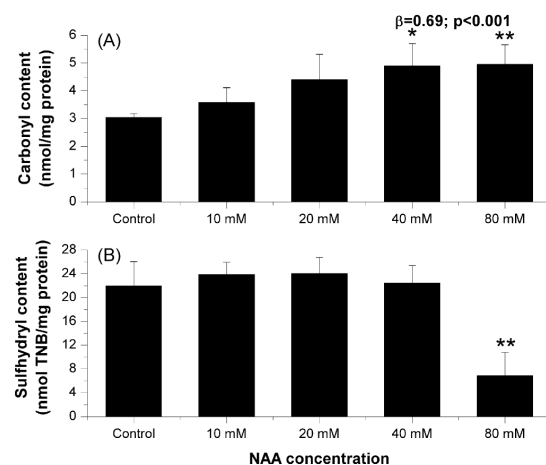 β=0.69; p<0.001
(A)
* **
6
5
4
3
2
1
0
Carbonyl content
(nmol/mg protein)
Control 10 mM 20 mM 40 mM 80 mM
(B)
28
24
20
16
12
8
4
0
**
Sulfhydryl content
(nmol TNB/mg protein)
Control 10 mM 20 mM 40 mM 80 mM
NAA concentration